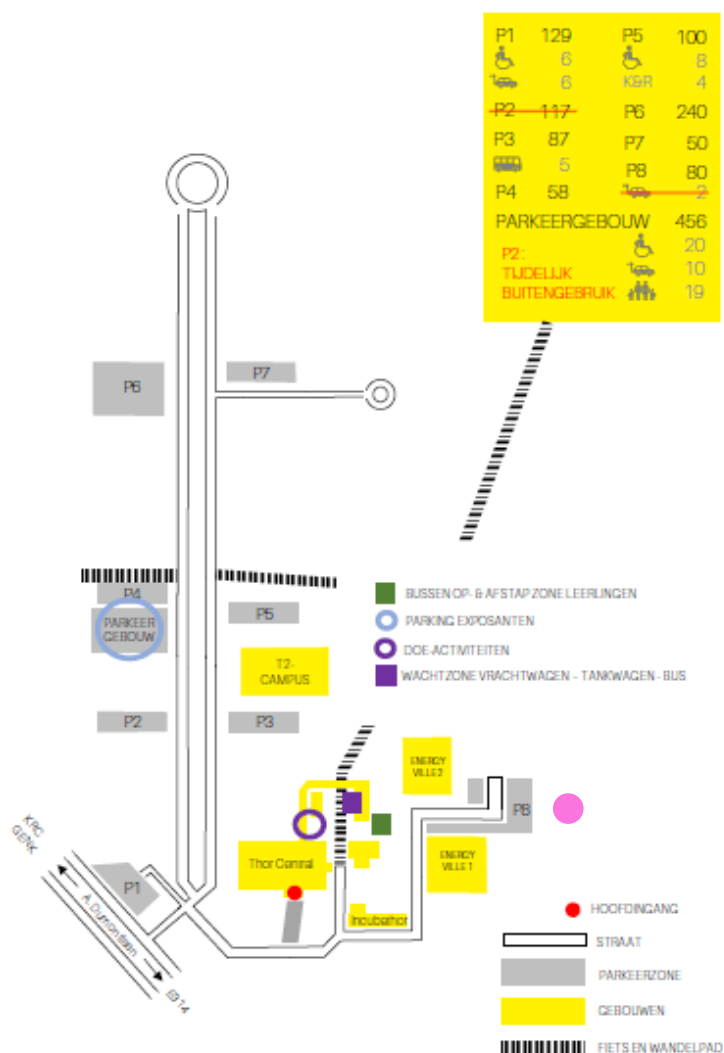 P1 129 P5 100
6 8
6 K&R 4
P2 117 P6 240
P3 87 P7 50
5 P8 80
P4 58 2
PARKEERGEBOUW 456
P2: 20
TIJDELIJK 10
BUITENGEBRUIK 19
P6
P7
P4
PARKEER
GEBOUW
P5
T2-
CAMPUS
P2
P3
BUSSEN OP- & AFSTAPZONE LEERLINGEN
PARKING EXPOSANTEN
DOE-ACTIVITEITEN
WACHTZONE VRACHTWAGEN - TANKWAGEN - BUS
ENERGY
VILLE 2
P8
ENERGY
VILLE 1
Thor Central
Incubathor
KRC
GENK
P1
A. Dumontlaan
E914
HOOFDINGANG
STRAAT
PARKEERZONE
GEBOUWEN
FIETS EN WANDELPAD